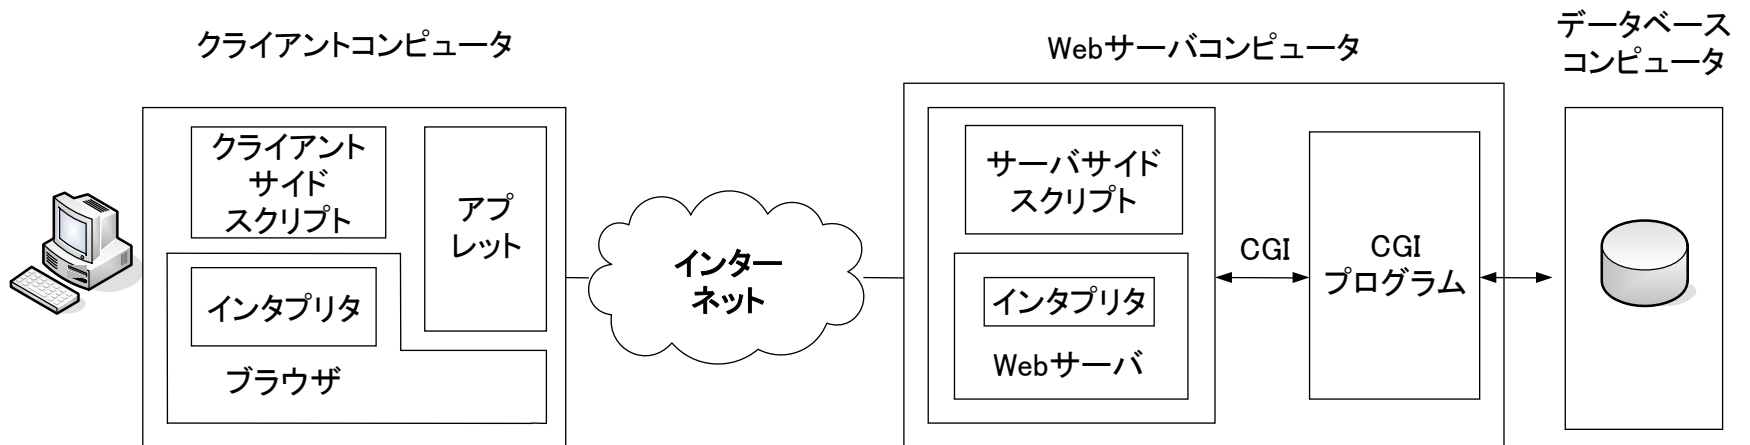 クライアントコンピュータ
クライアント
サイド
スクリプト
アプ
レット
インタプリタ
ブラウザ
インター
ネット
Webサーバコンピュータ
サーバサイド
スクリプト
インタプリタ
Webサーバ
CGI
CGI
プログラム
データベース
コンピュータ